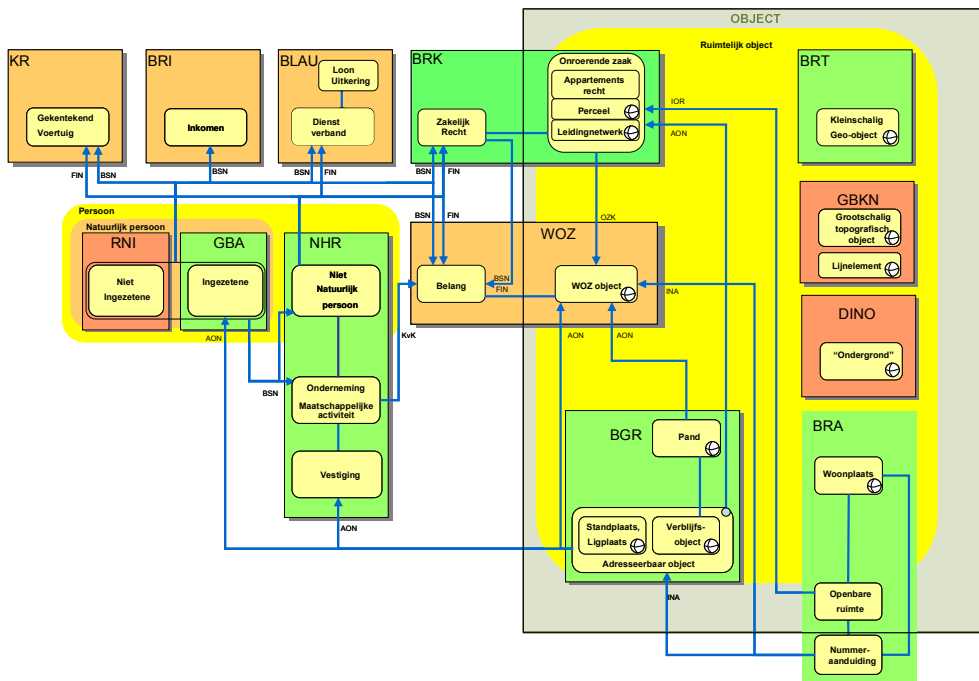 OBJECT
Ruimtelijk object
KR
Gekentekend
Voertuig
BRI
Inkomen
BLAU
Loon
Uitkering
Dienst
verband
BRK
Zakelijk
Recht
Onroerende zaak
Appartements
recht
Perceel
Leidingnetwerk
IOR
AON
BRT
Kleinschalig
Geo-object
FIN
BSN
BSN
BSN
FIN
BSN
FIN
Persoon
Natuurlijk persoon
RNI
Niet
Ingezetene
GBA
Ingezetene
NHR
Niet
Natuurlijk
persoon
BSN
FIN
WOZ
OZK
Belang
BSN
FIN
WOZ object
INA
GBKN
Grootschalig
topografisch
object
Lijnelement
DINO
“Ondergrond”
AON
KvK
AON
AON
BSN
Onderneming
Maatschappelijke
activiteit
Vestiging
AON
BGR
Pand
Standplaats,
Ligplaats
Verblijfs-
object
Adresseerbaar object
INA
BRA
Woonplaats
Openbare
ruimte
Nummer-
aanduiding